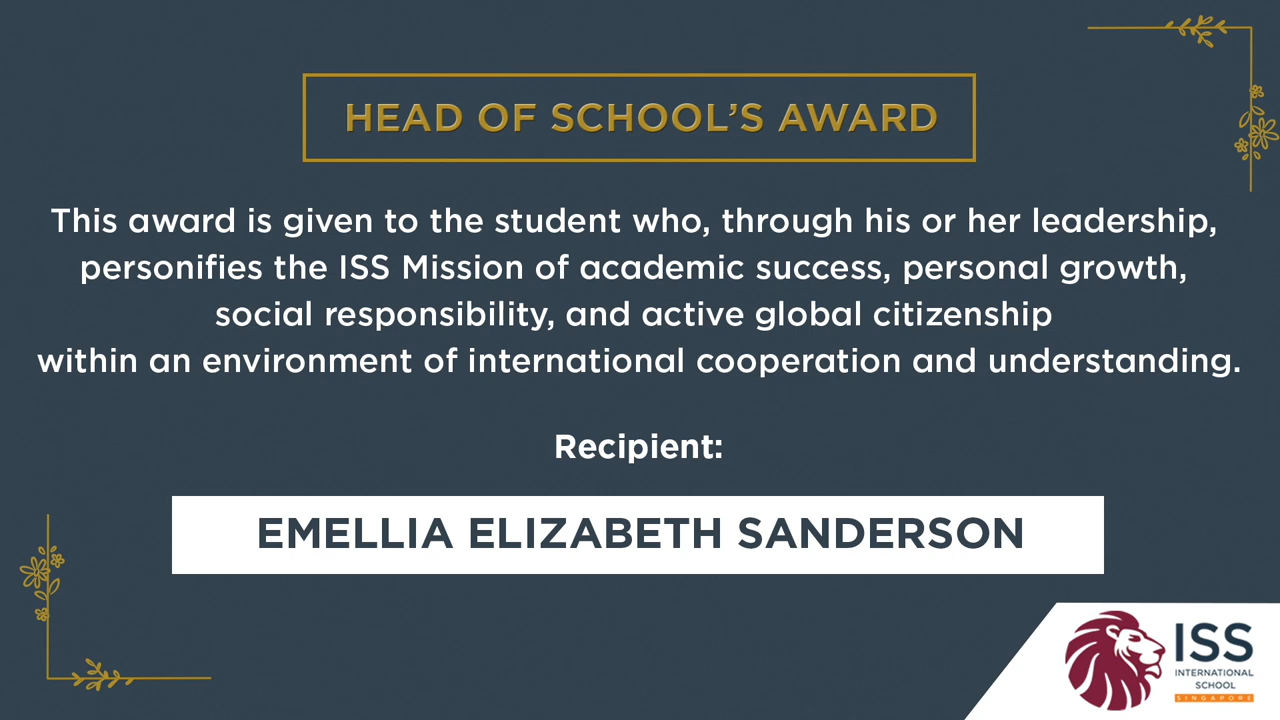 HEAD OF SCHOOL'S AWARD
This award is given to the student who, through his or her leadership,
personifies the ISS Mission of academic success, personal growth,
social responsibility, and active global citizenship
within an environment of international cooperation and understanding.
Recipient:
EMELLIA ELIZABETH SANDERSON
ISS
INTERNATIONAL
SCHOOL
SINGAPORE